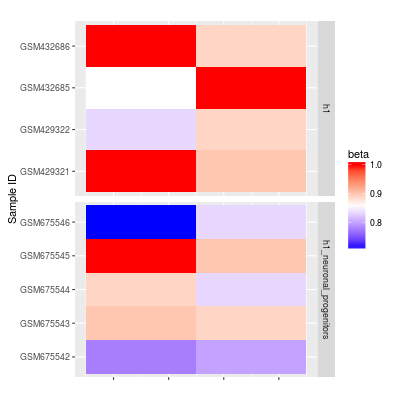 GSM432686
GSM432685
GSM429322
GSM429321
h1
GSM675546
GSM675545
GSM675544
GSM675543
GSM675542
h1_neuronal_progenitors
Sample ID
beta
1.0
0.9
0.8